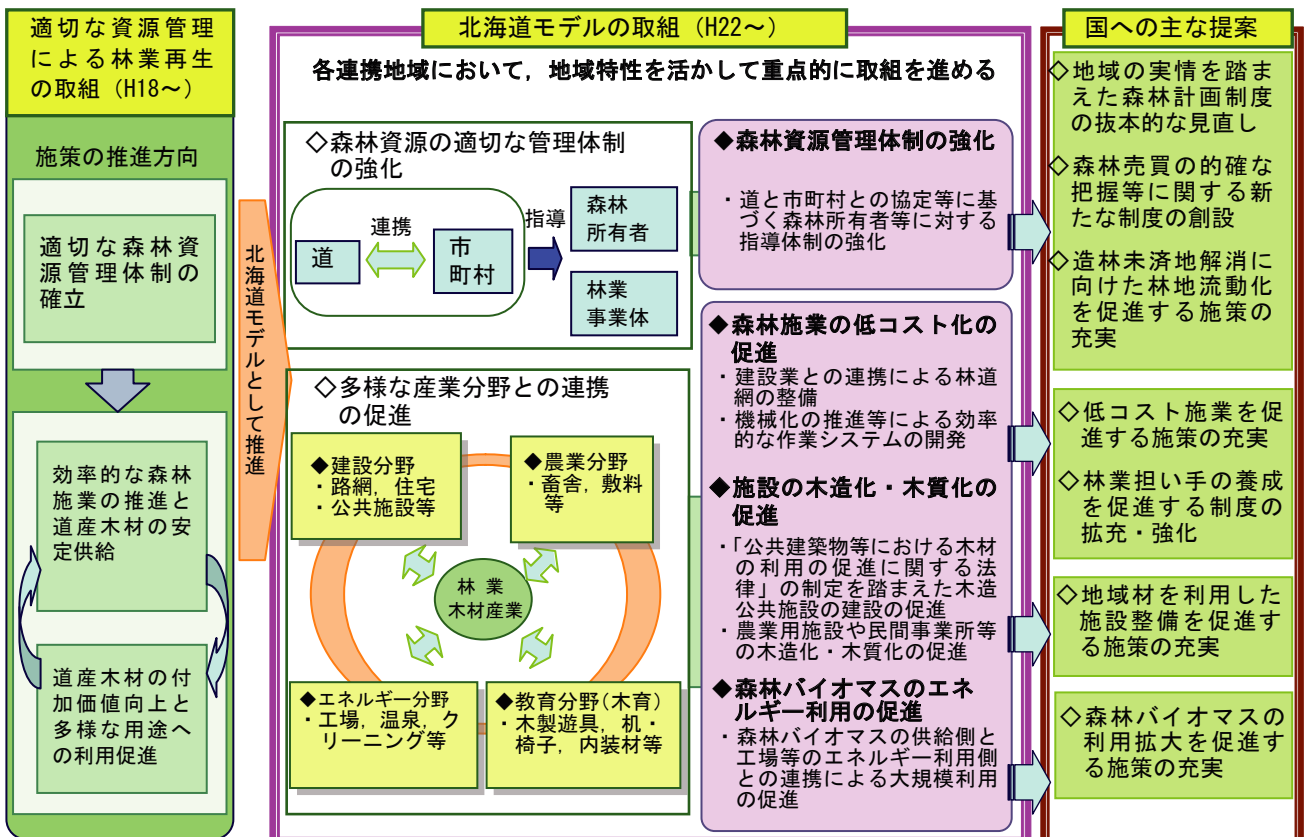 適切な資源管理
による林業再生
の取組（H18～）
施策の推進方向
適切な森林資
源管理体制の
確立
効率的な森林
施業の推進と
道産木材の安
定供給
道産木材の付
加価値向上と
多様な用途へ
の利用促進
北海道モデルとして推進
北海道モデルの取組（H22～）
各連携地域において，地域特性を活かして重点的に取組を進める
◇森林資源の適切な管理体制
の強化
道
連携
市
町村
指導
森林
所有者
林業
事業体
◇多様な産業分野との連携
の促進
◆建設分野
・路網，住宅
・公共施設等
◆農業分野
・畜舎，敷料
等
林 業
木材産業
◆エネルギー分野
・工場，温泉，ク
リーニング等
◆教育分野（木育）
・木製遊具，机・
椅子，内装材等
◆森林資源管理体制の強化
・道と市町村との協定等に基
づく森林所有者等に対する
指導体制の強化
◆森林施業の低コスト化の
促進
・建設業との連携による林道
網の整備
・機械化の推進等による効率
的な作業システムの開発
◆施設の木造化・木質化の
促進
・「公共建築物等における木材
の利用の促進に関する法
律」の制定を踏まえた木造
公共施設の建設の促進
・農業用施設や民間事業所等
の木造化・木質化の促進
◆森林バイオマスのエネ
ルギー利用の促進
・森林バイオマスの供給側と
工場等のエネルギー利用側
との連携による大規模利用
の促進
国への主な提案
◇地域の実情を踏ま
えた森林計画制度
の抜本的な見直し
◇森林売買の的確な
把握等に関する新
たな制度の創設
◇造林未済地解消に
向けた林地流動化
を促進する施策の
充実
◇低コスト施業を促
進する施策の充実
◇林業担い手の養成
を促進する制度の
拡充・強化
◇地域材を利用した
施設整備を促進す
る施策の充実
◇森林バイオマスの
利用拡大を促進す
る施策の充実